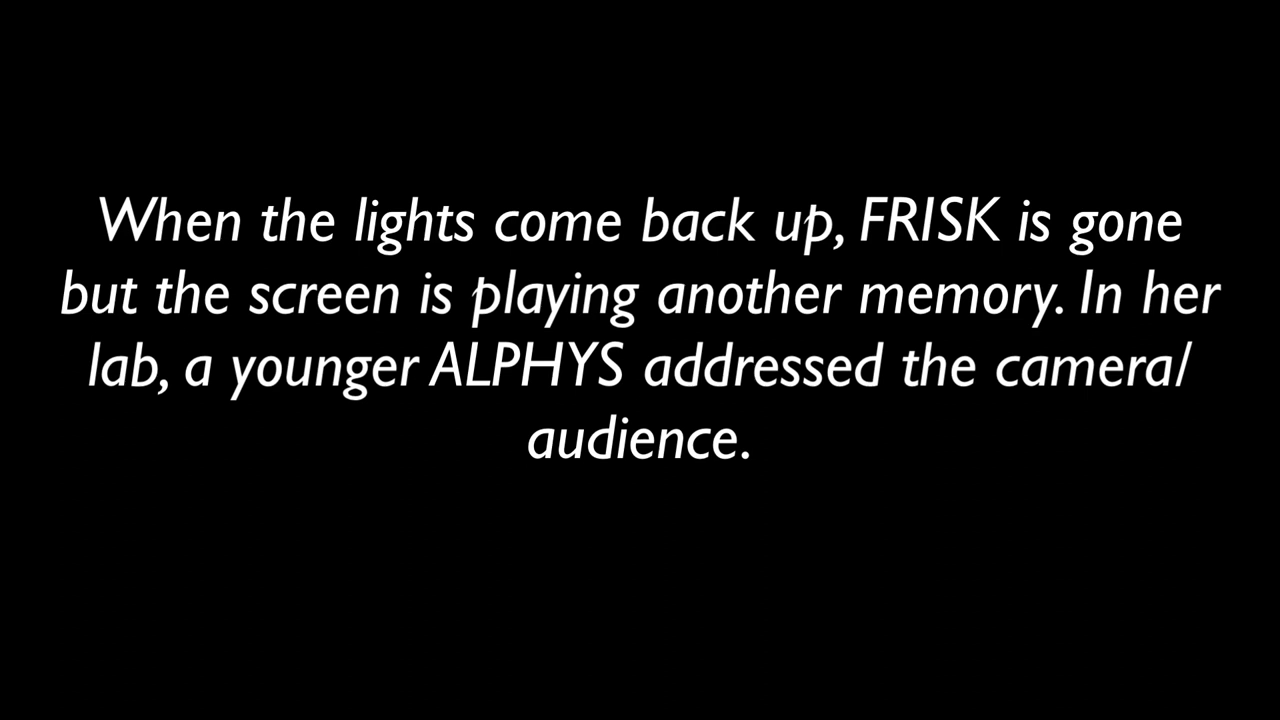 When the lights come back up, FRISK is gone
but the screen is playing another memory. In her
lab, a younger ALPHYS addressed the camera/
audience.